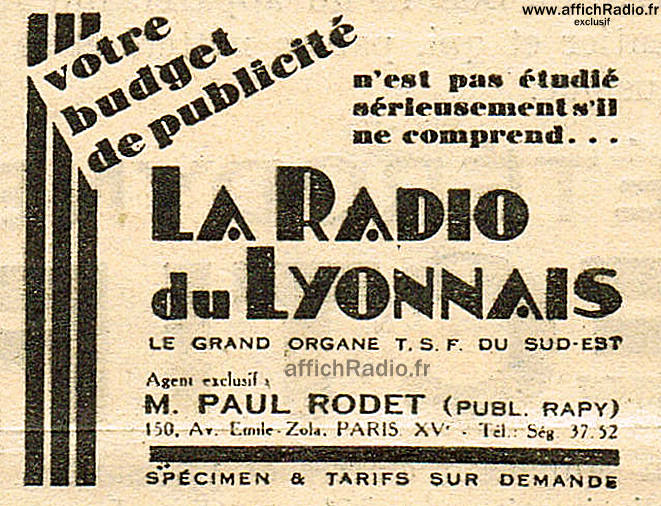 www.affichRadio.fr
exclusif
votre
budget
de publicité
n'est pas étudié
sérieusement s'il
ne comprend...
LA RADIO
du LYONNAIS
LE GRAND ORGANE T. S. F. DU SUD-EST
affichRadio.fr
Agent exclusif :
M. PAUL RODET (PUBL. RAPY)
150, Av. Emile-Zola, PARIS XVᵉ - Tél.: Ség. 37.52
SPÉCIMEN & TARIFS SUR DEMANDE